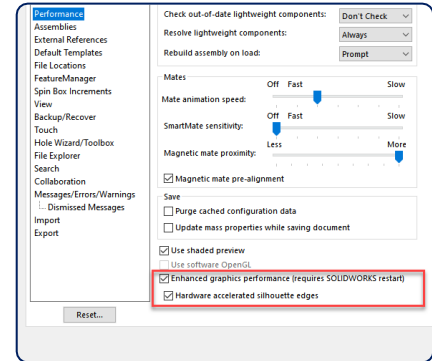 Performance
Assemblies
External References
Default Templates
File Locations
FeatureManager
Spin Box Increments
View
Backup/Recover
Touch
Hole Wizard/Toolbox
File Explorer
Search
Collaboration
Messages/Errors/Warnings
Dismissed Messages
Import
Export
Reset...
Check out-of-date lightweight components: Don't Check
Resolve lightweight components: Always
Rebuild assembly on load: Prompt
Mates
Off Fast Slow
Mate animation speed:
Off Fast Slow
SmartMate sensitivity:
Less More
Magnetic mate proximity:
Magnetic mate pre-alignment
Save
Purge cached configuration data
Update mass properties while saving document
Use shaded preview
Use software OpenGL
Enhanced graphics performance (requires SOLIDWORKS restart)
Hardware accelerated silhouette edges